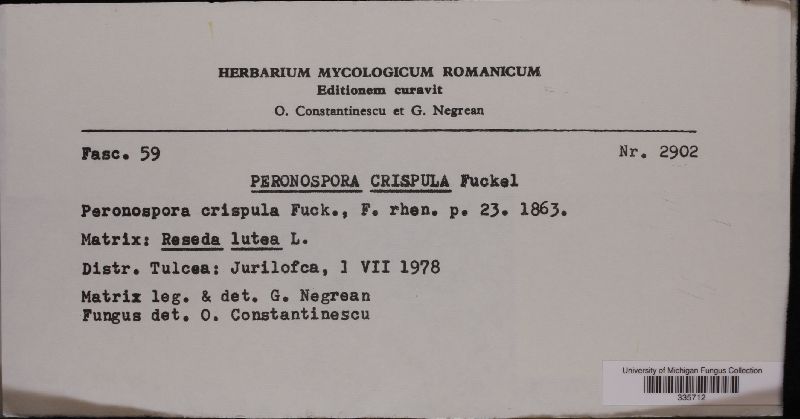 HERBARIUM MYCOLOGICUM ROMANICUM
Editionem curavit
O. Constantinescu et G. Negrean
Fasc. 59 Nr. 2902
PERONOSPORA CRISPULA Fuckel
Peronospora crispula Fuck., F. rhen. p. 23. 1863.
Matrix: Reseda lutea L.
Distr. Tulcea: Jurilofca, 1 VII 1978
Matrix leg. & det. G. Negrean
Fungus det. O. Constantinescu
University of Michigan Fungus Collection
335712